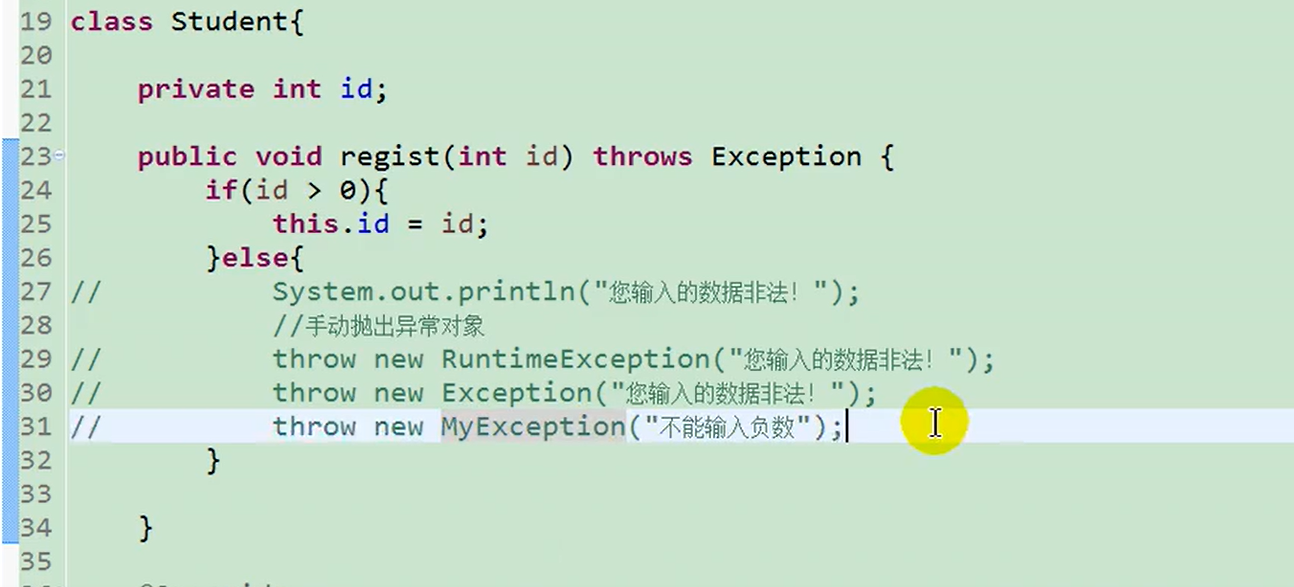 19 class Student{
20
21     private int id;
22
23     public void regist(int id) throws Exception {
24         if(id > 0){
25             this.id = id;
26         }else{
27 //          System.out.println("您输入的数据非法！");
28             //手动抛出异常对象
29 //          throw new RuntimeException("您输入的数据非法！");
30 //          throw new Exception("您输入的数据非法！");
31 //          throw new MyException("不能输入负数");
32         }
33
34     }
35